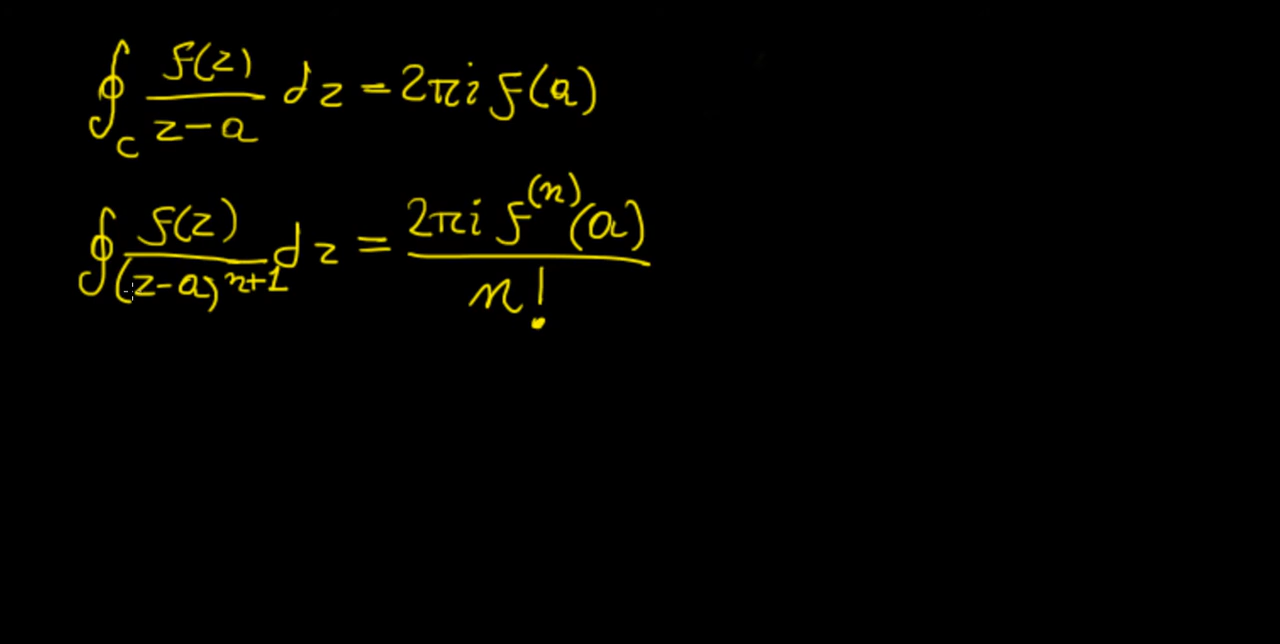 ∮_C f(z)/(z-a) dz = 2πi f(a)
∮ f(z)/(z-a)^(n+1) dz = 2πi f^(n)(a)/n!